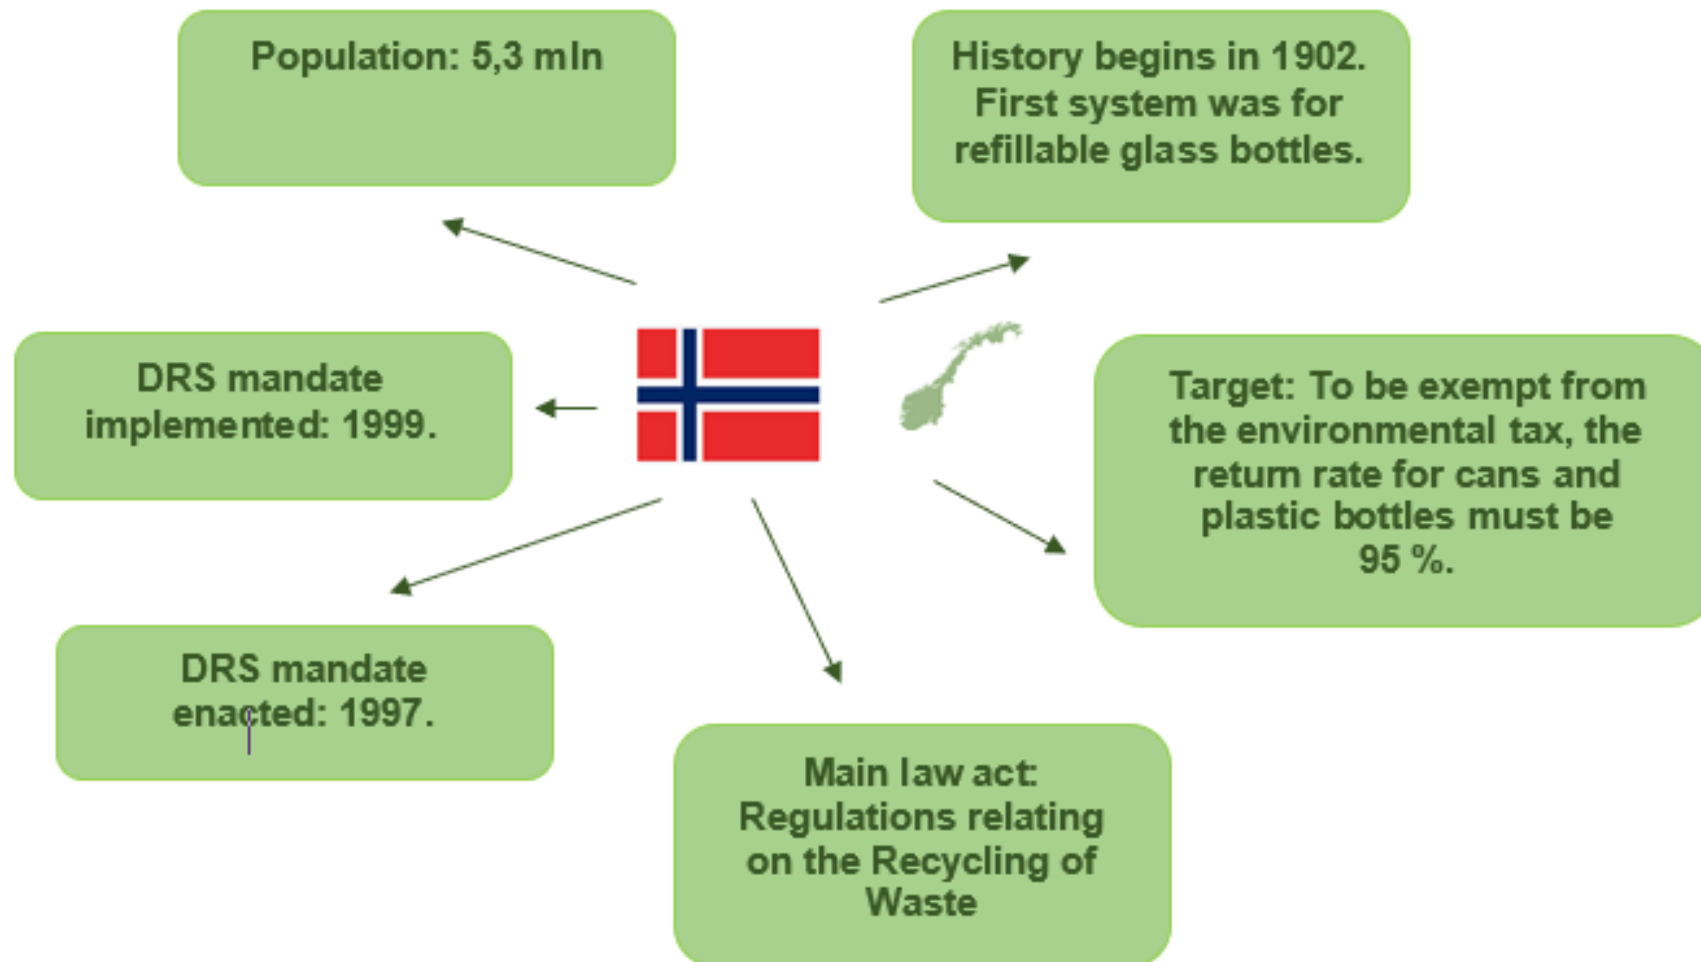 Population: 5,3 mln
History begins in 1902.
First system was for
refillable glass bottles.
DRS mandate
implemented: 1999.
Target: To be exempt from
the environmental tax, the
return rate for cans and
plastic bottles must be
95 %.
DRS mandate
enacted: 1997.
Main law act:
Regulations relating
on the Recycling of
Waste